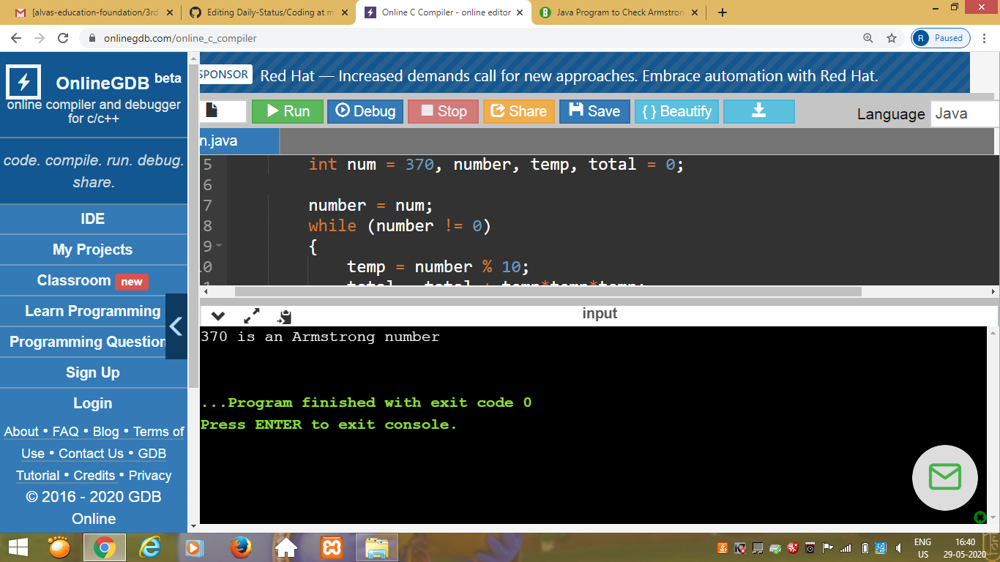 [alvas-education-foundation/3rd
Editing Daily-Status/Coding at m
Online C Compiler - online editor
Java Program to Check Armstron
onlinegdb.com/online_c_compiler
R Paused
OnlineGDB beta
online compiler and debugger
for c/c++
code. compile. run. debug.
share.
IDE
My Projects
Classroom new
Learn Programming
Programming Question
Sign Up
Login
About • FAQ • Blog • Terms of
Use • Contact Us • GDB
Tutorial • Credits • Privacy
© 2016 - 2020 GDB
Online
SPONSOR Red Hat — Increased demands call for new approaches. Embrace automation with Red Hat.
Run Debug Stop Share Save { } Beautify Language Java
n.java
5 int num = 370, number, temp, total = 0;
6
7 number = num;
8 while (number != 0)
9 {
10 temp = number % 10;
total = total + temp*temp*temp;
input
370 is an Armstrong number
...Program finished with exit code 0
Press ENTER to exit console.
ENG
US
16:40
29-05-2020